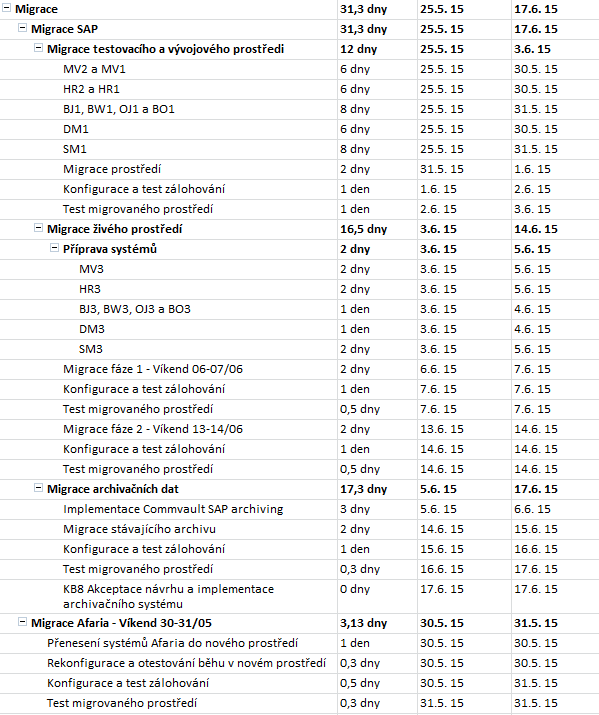 Migrace 31,3 dny 25.5. 15 17.6. 15
Migrace SAP 31,3 dny 25.5. 15 17.6. 15
Migrace testovacího a vývojového prostředi 12 dny 25.5. 15 3.6. 15
MV2 a MV1 6 dny 25.5. 15 30.5. 15
HR2 a HR1 6 dny 25.5. 15 30.5. 15
BJ1, BW1, OJ1 a BO1 8 dny 25.5. 15 31.5. 15
DM1 6 dny 25.5. 15 30.5. 15
SM1 8 dny 25.5. 15 31.5. 15
Migrace prostředí 2 dny 31.5. 15 1.6. 15
Konfigurace a test zálohování 1 den 1.6. 15 2.6. 15
Test migrovaného prostředí 1 den 2.6. 15 3.6. 15
Migrace živého prostředí 16,5 dny 3.6. 15 14.6. 15
Příprava systémů 2 dny 3.6. 15 5.6. 15
MV3 2 dny 3.6. 15 5.6. 15
HR3 2 dny 3.6. 15 5.6. 15
BJ3, BW3, OJ3 a BO3 1 den 3.6. 15 4.6. 15
DM3 1 den 3.6. 15 4.6. 15
SM3 2 dny 3.6. 15 5.6. 15
Migrace fáze 1 - Víkend 06-07/06 2 dny 6.6. 15 7.6. 15
Konfigurace a test zálohování 1 den 7.6. 15 7.6. 15
Test migrovaného prostředí 0,5 dny 7.6. 15 7.6. 15
Migrace fáze 2 - Víkend 13-14/06 2 dny 13.6. 15 14.6. 15
Konfigurace a test zálohování 1 den 14.6. 15 14.6. 15
Test migrovaného prostředí 0,5 dny 14.6. 15 14.6. 15
Migrace archivačních dat 17,3 dny 5.6. 15 17.6. 15
Implementace Commvault SAP archiving 3 dny 5.6. 15 6.6. 15
Migrace stávajícího archivu 2 dny 14.6. 15 15.6. 15
Konfigurace a test zálohování 1 den 15.6. 15 16.6. 15
Test migrovaného prostředí 0,3 dny 16.6. 15 17.6. 15
KB8 Akceptace návrhu a implementace 0 dny 17.6. 15 17.6. 15
archivačního systému
Migrace Afaria - Víkend 30-31/05 3,13 dny 30.5. 15 31.5. 15
Přenesení systémů Afaria do nového prostředí 1 den 30.5. 15 30.5. 15
Rekonfigurace a otestování běhu v novém prostředí 0,3 dny 30.5. 15 30.5. 15
Konfigurace a test zálohování 0,5 dny 30.5. 15 31.5. 15
Test migrovaného prostředí 0,3 dny 31.5. 15 31.5. 15